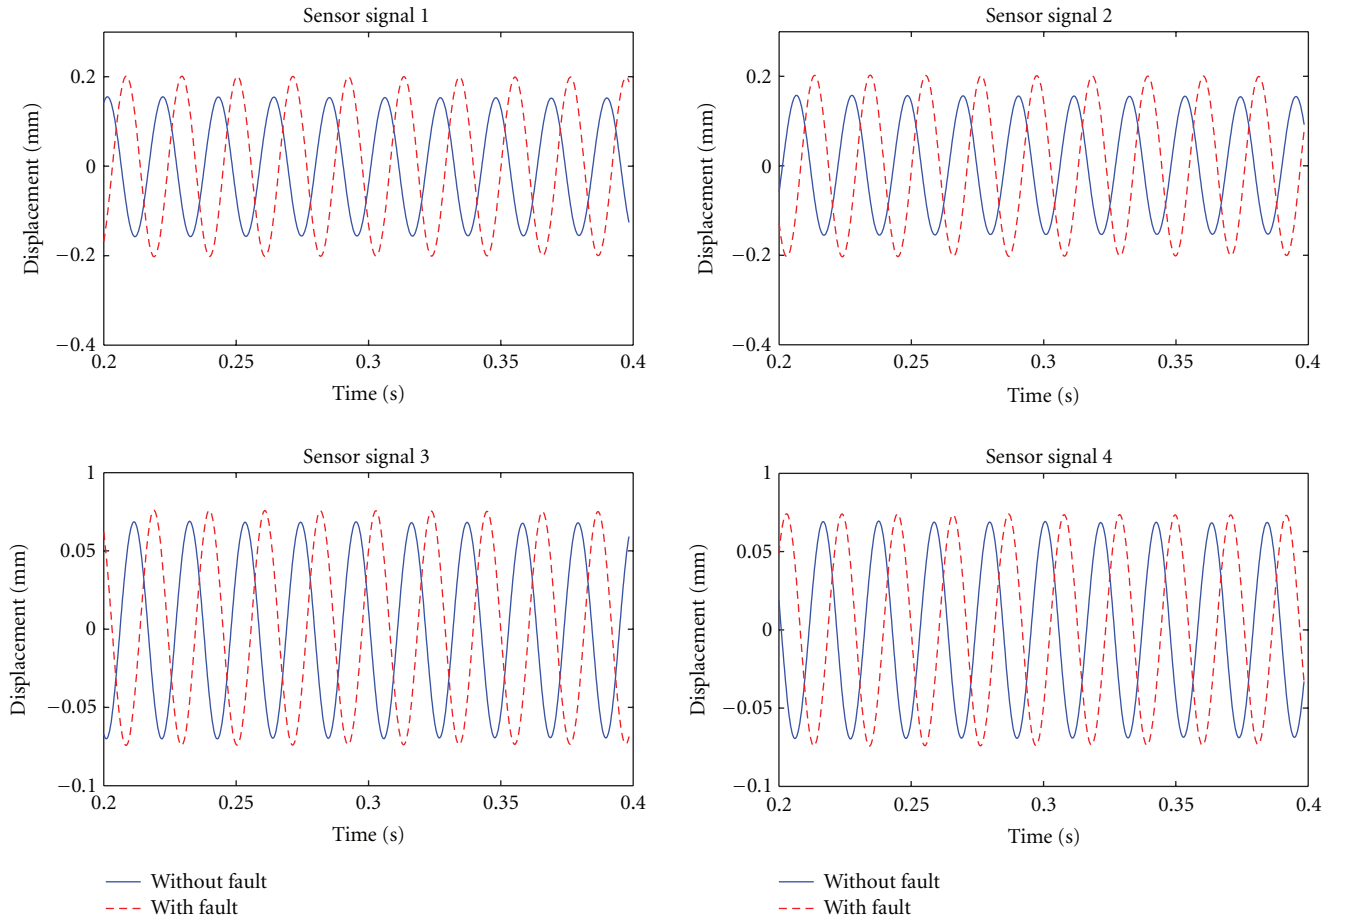 Sensor signal 1
0.2
0
−0.2
−0.4
0.2 0.25 0.3 0.35 0.4
Displacement (mm)
Time (s)
Sensor signal 2
0.2
0
−0.2
−0.4
0.2 0.25 0.3 0.35 0.4
Displacement (mm)
Time (s)
Sensor signal 3
1
0.05
0
−0.05
−0.1
0.2 0.25 0.3 0.35 0.4
Displacement (mm)
Time (s)
Without fault
With fault
Sensor signal 4
1
0.05
0
−0.05
−0.1
0.2 0.25 0.3 0.35 0.4
Displacement (mm)
Time (s)
Without fault
With fault